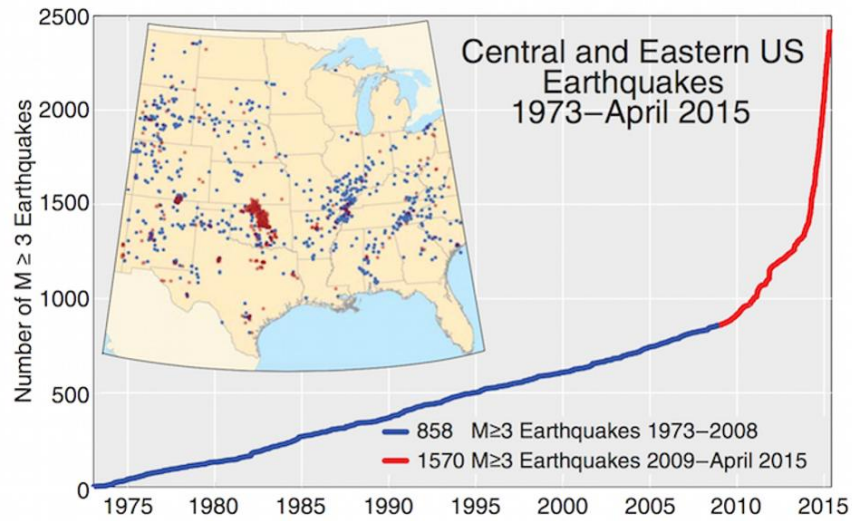 Central and Eastern US
Earthquakes
1973–April 2015
Number of M ≥ 3 Earthquakes
2500
2000
1500
1000
500
0
858 M≥3 Earthquakes 1973–2008
1570 M≥3 Earthquakes 2009–April 2015
1975 1980 1985 1990 1995 2000 2005 2010 2015